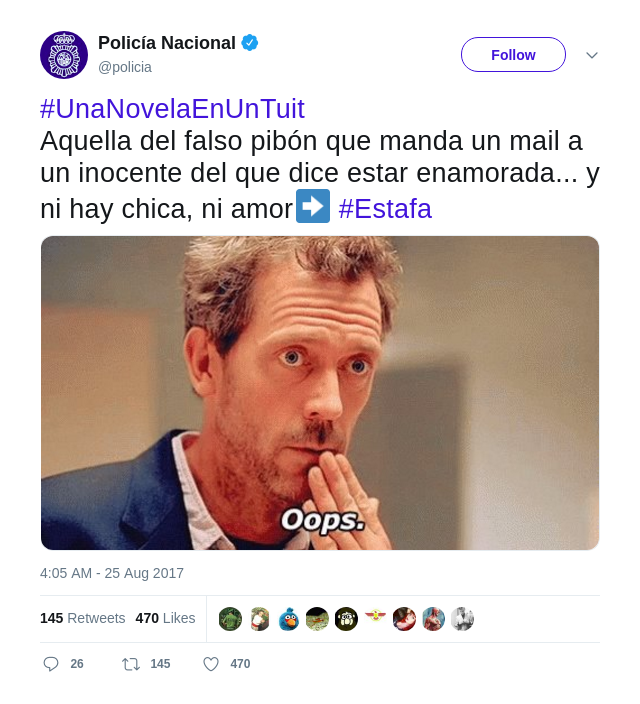 Policía Nacional
@policia
Follow
#UnaNovelaEnUnTuit
Aquella del falso pibón que manda un mail a
un inocente del que dice estar enamorada... y
ni hay chica, ni amor➡ #Estafa
Oops.
4:05 AM - 25 Aug 2017
145 Retweets 470 Likes
26 145 470